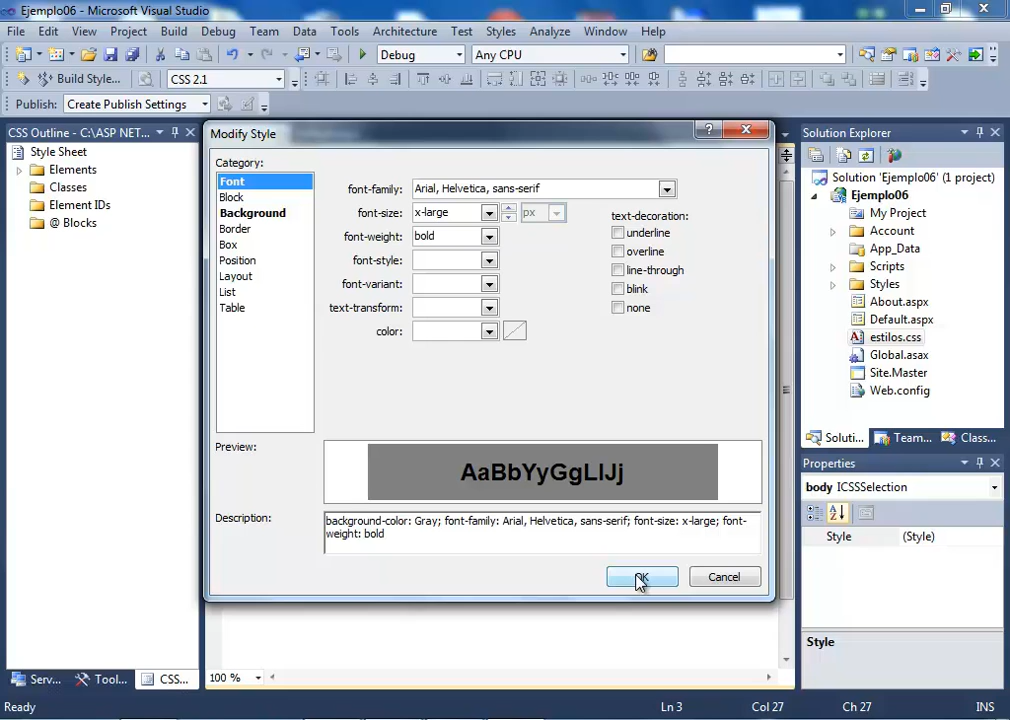 Ejemplo06 - Microsoft Visual Studio
File Edit View Project Build Debug Team Data Tools Architecture Test Styles Analyze Window Help
Debug Any CPU
Build Style... CSS 2.1
Publish: Create Publish Settings
CSS Outline - C:\ASP NET...
Style Sheet
Elements
Classes
Element IDs
@ Blocks
Modify Style
Category:
Font
Block
Background
Border
Box
Position
Layout
List
Table
font-family: Arial, Helvetica, sans-serif
font-size: x-large px
font-weight: bold
font-style:
font-variant:
text-transform:
color:
text-decoration:
underline
overline
line-through
blink
none
Preview:
AaBbYyGgLlJj
Description:
background-color: Gray; font-family: Arial, Helvetica, sans-serif; font-size: x-large; font-
weight: bold
OK Cancel
Solution Explorer
Solution 'Ejemplo06' (1 project)
Ejemplo06
My Project
Account
App_Data
Scripts
Styles
About.aspx
Default.aspx
estilos.css
Global.asax
Site.Master
Web.config
Soluti... Team... Class...
Properties
body ICSSSelection
Style (Style)
Style
Serv... Tool... CSS...
100 %
Ready Ln 3 Col 27 Ch 27 INS